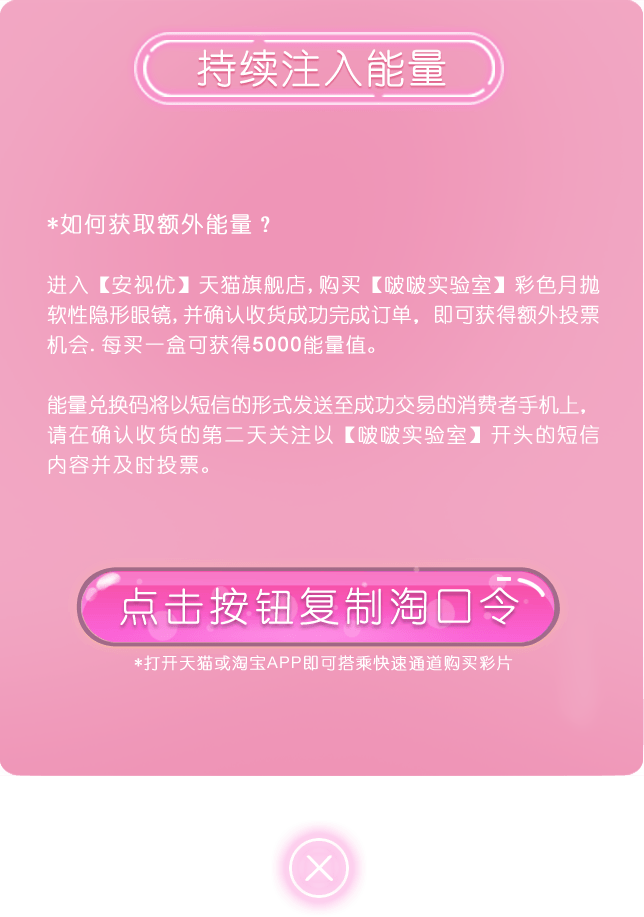 持续注入能量
*如何获取额外能量？
进入【安视优】天猫旗舰店,购买【啵啵实验室】彩色月抛
软性隐形眼镜,并确认收货成功完成订单，即可获得额外投票
机会.每买一盒可获得5000能量值。
能量兑换码将以短信的形式发送至成功交易的消费者手机上，
请在确认收货的第二天关注以【啵啵实验室】开头的短信
内容并及时投票。
点击按钮复制淘口令
*打开天猫或淘宝APP即可搭乘快速通道购买彩片